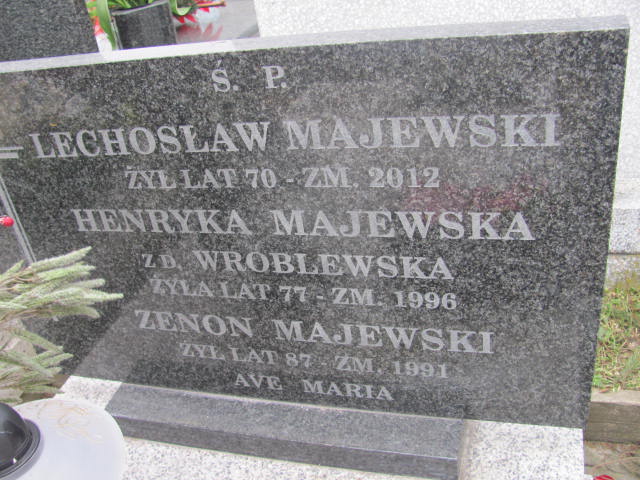 Ś. P.
LECHOSŁAW MAJEWSKI
ŻYŁ LAT 70 - ZM. 2012
HENRYKA MAJEWSKA
Z D. WRÓBLEWSKA
ŻYŁA LAT 77 - ZM. 1996
ZENON MAJEWSKI
ŻYŁ LAT 87 - ZM. 1991
AVE MARIA